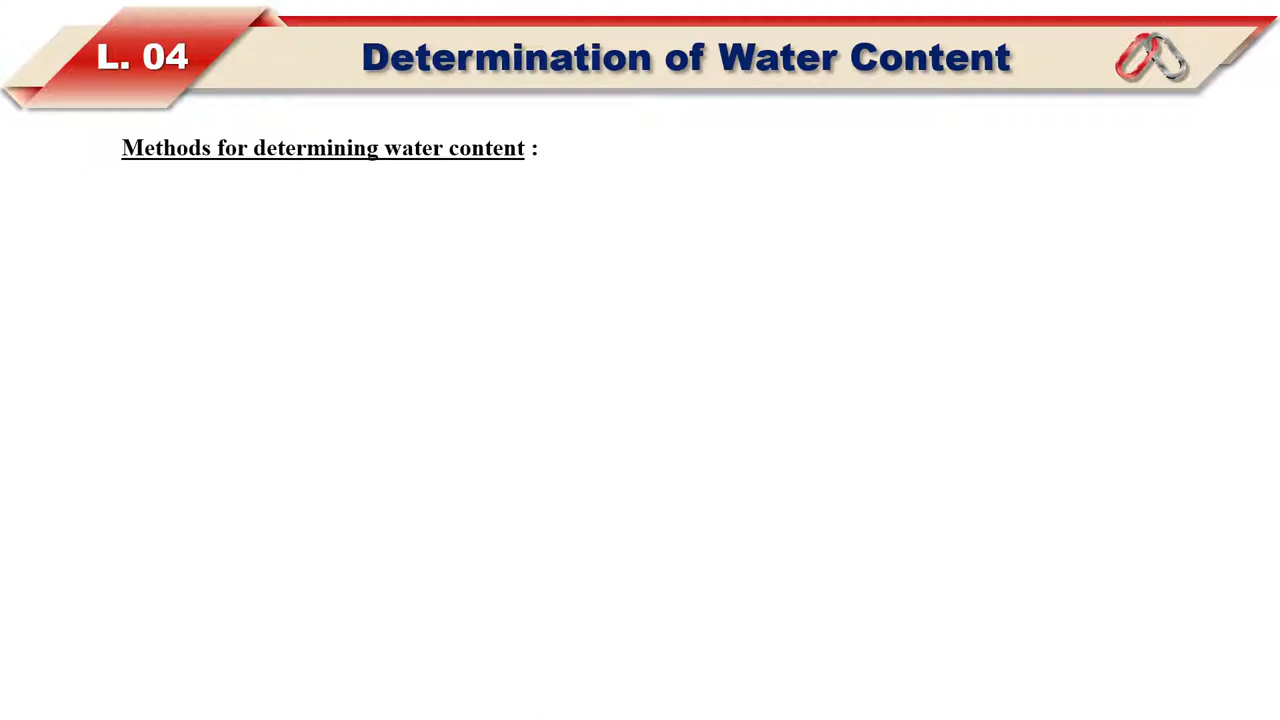 L. 04
Determination of Water Content
Methods for determining water content :